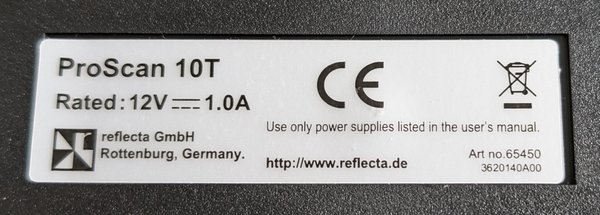 ProScan 10T
Rated: 12V⎓1.0A
CE
reflecta GmbH
Rottenburg, Germany.
Use only power supplies listed in the user's manual.
http://www.reflecta.de
Art no.65450
3620140A00